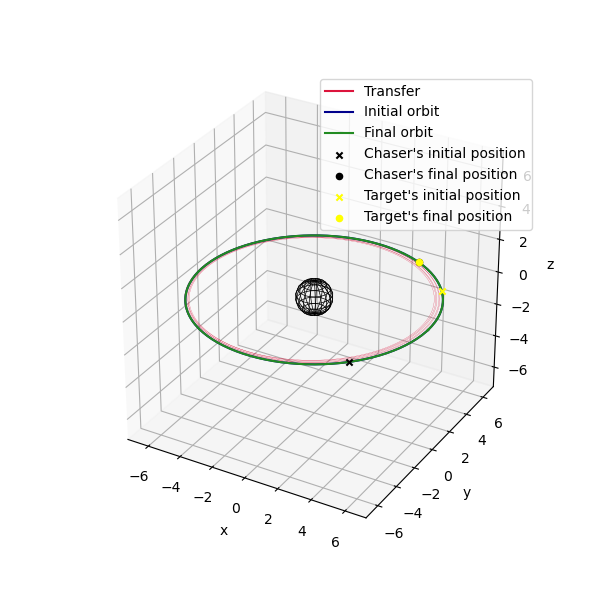 Transfer
Initial orbit
Final orbit
Chaser's initial position
Chaser's final position
Target's initial position
Target's final position
6
4
2
0
−2
−4
−6
z
6
4
2
0
−2
−4
−6
y
−6
−4
−2
0
2
4
6
x